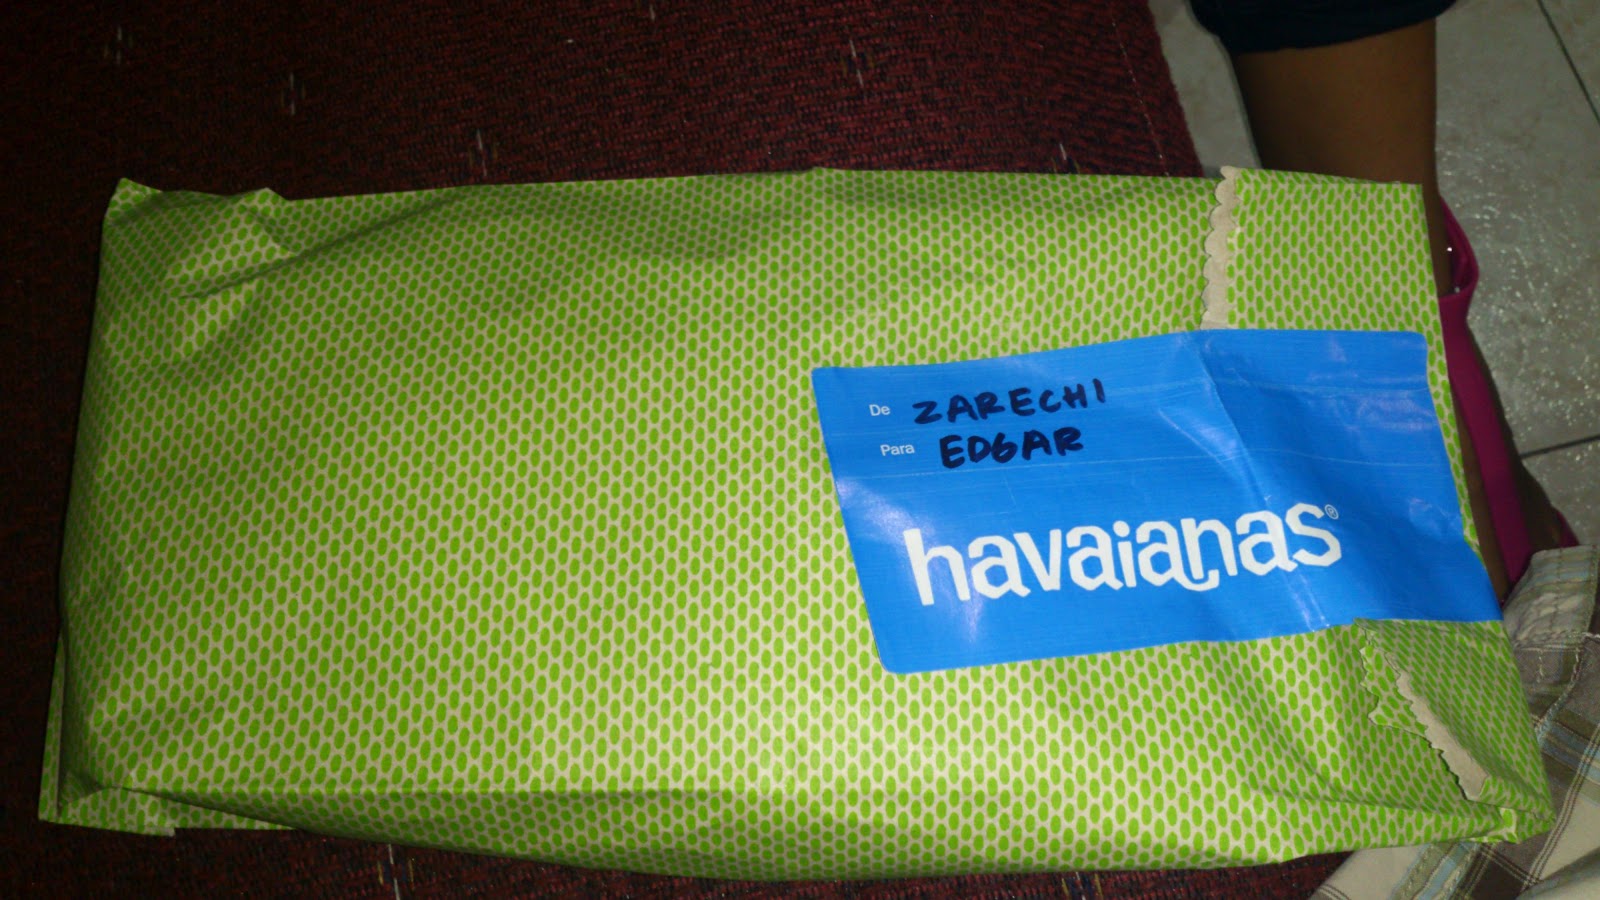 De ZARECHI
Para EDGAR
havaianas®